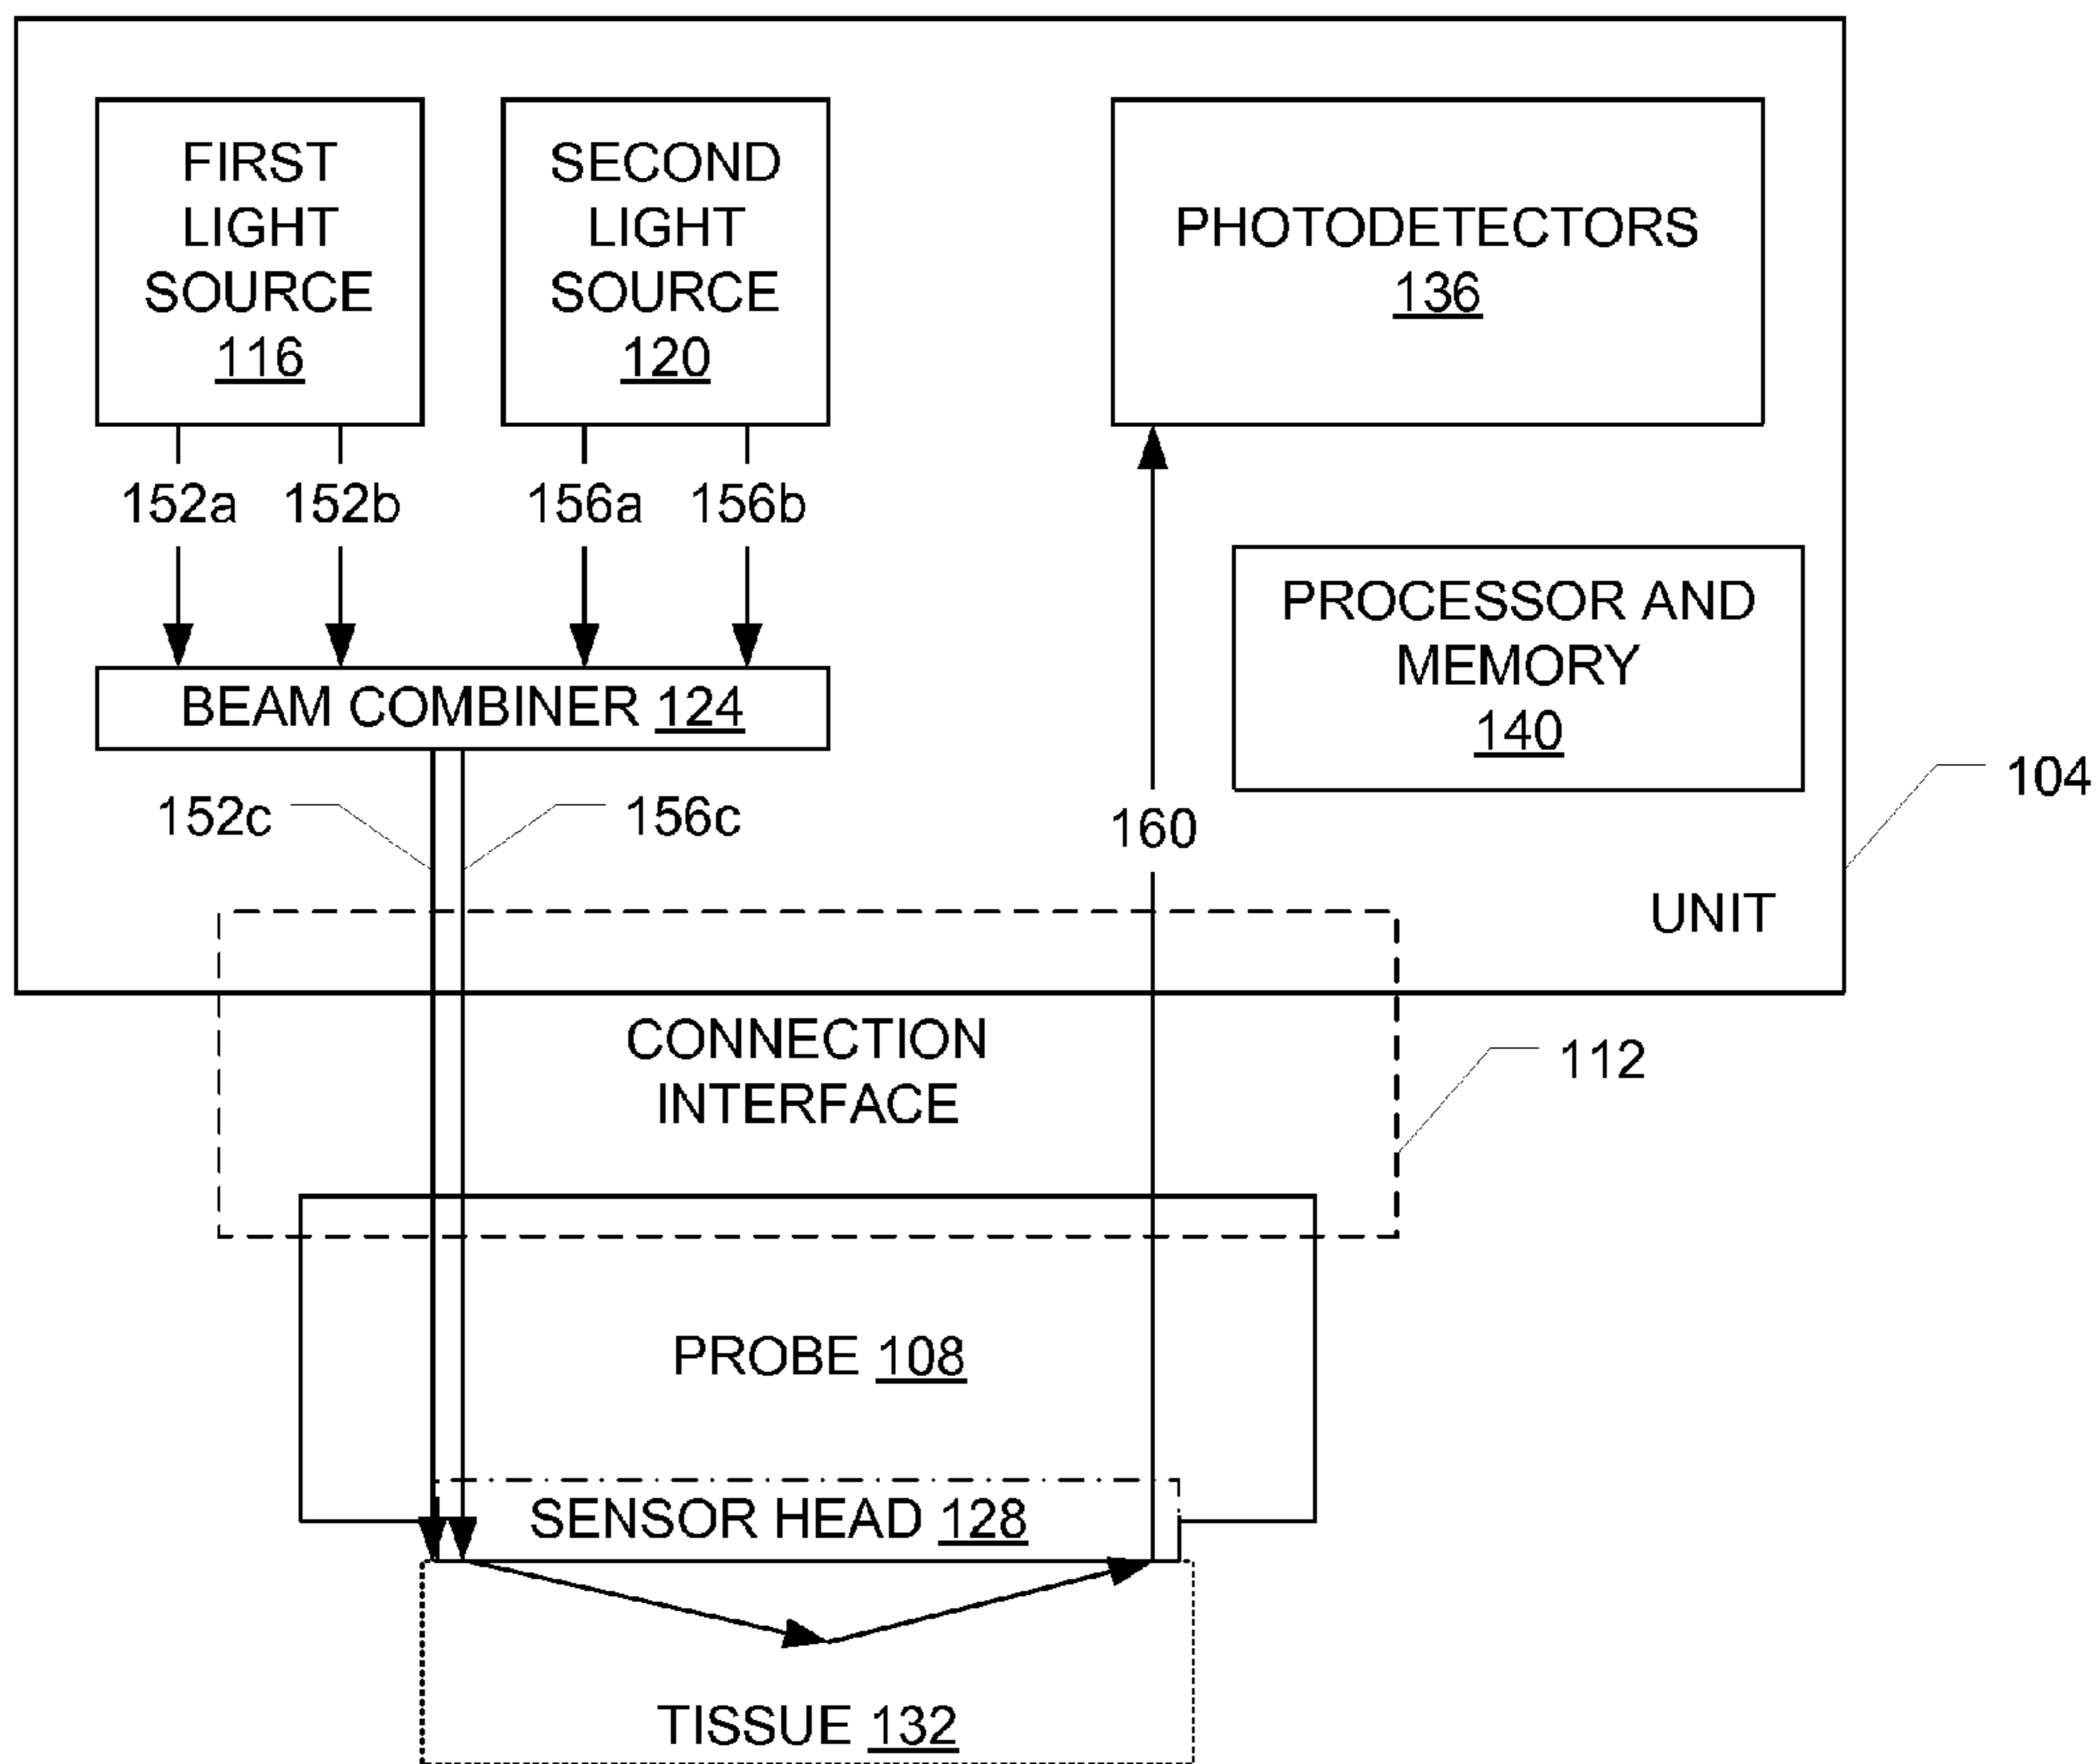 FIRST
LIGHT
SOURCE
116
SECOND
LIGHT
SOURCE
120
PHOTODETECTORS
136
152a
152b
156a
156b
PROCESSOR AND
MEMORY
140
BEAM COMBINER 124
152c
156c
160
104
UNIT
CONNECTION
INTERFACE
112
PROBE 108
SENSOR HEAD 128
TISSUE 132